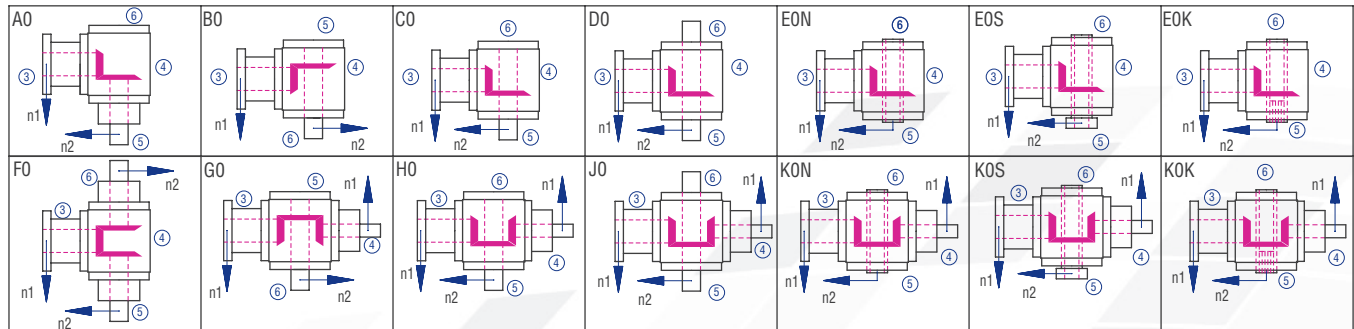 A0 B0 C0 D0 E0N E0S E0K
⑥ ③ ④ n1 n2 ⑤
⑤ ③ ④ n1 ⑥ n2
⑥ ③ ④ n1 n2 ⑤
⑥ ③ ④ n1 n2 ⑤
⑥ ③ ④ n1 n2 ⑤
⑥ ③ ④ n1 n2 ⑤
⑥ ③ ④ n1 n2 ⑤
F0 G0 H0 J0 K0N K0S K0K
⑥ n2 ③ ④ n1 n2 ⑤
③ ⑤ n1 n1 ④ ⑥ n2
③ ⑥ n1 n1 ④ n2 ⑤
③ ⑥ n1 n1 ④ n2 ⑤
③ ⑥ n1 n1 ④ n2 ⑤
③ ⑥ n1 n1 ④ n2 ⑤
③ ⑥ n1 n1 ④ n2 ⑤